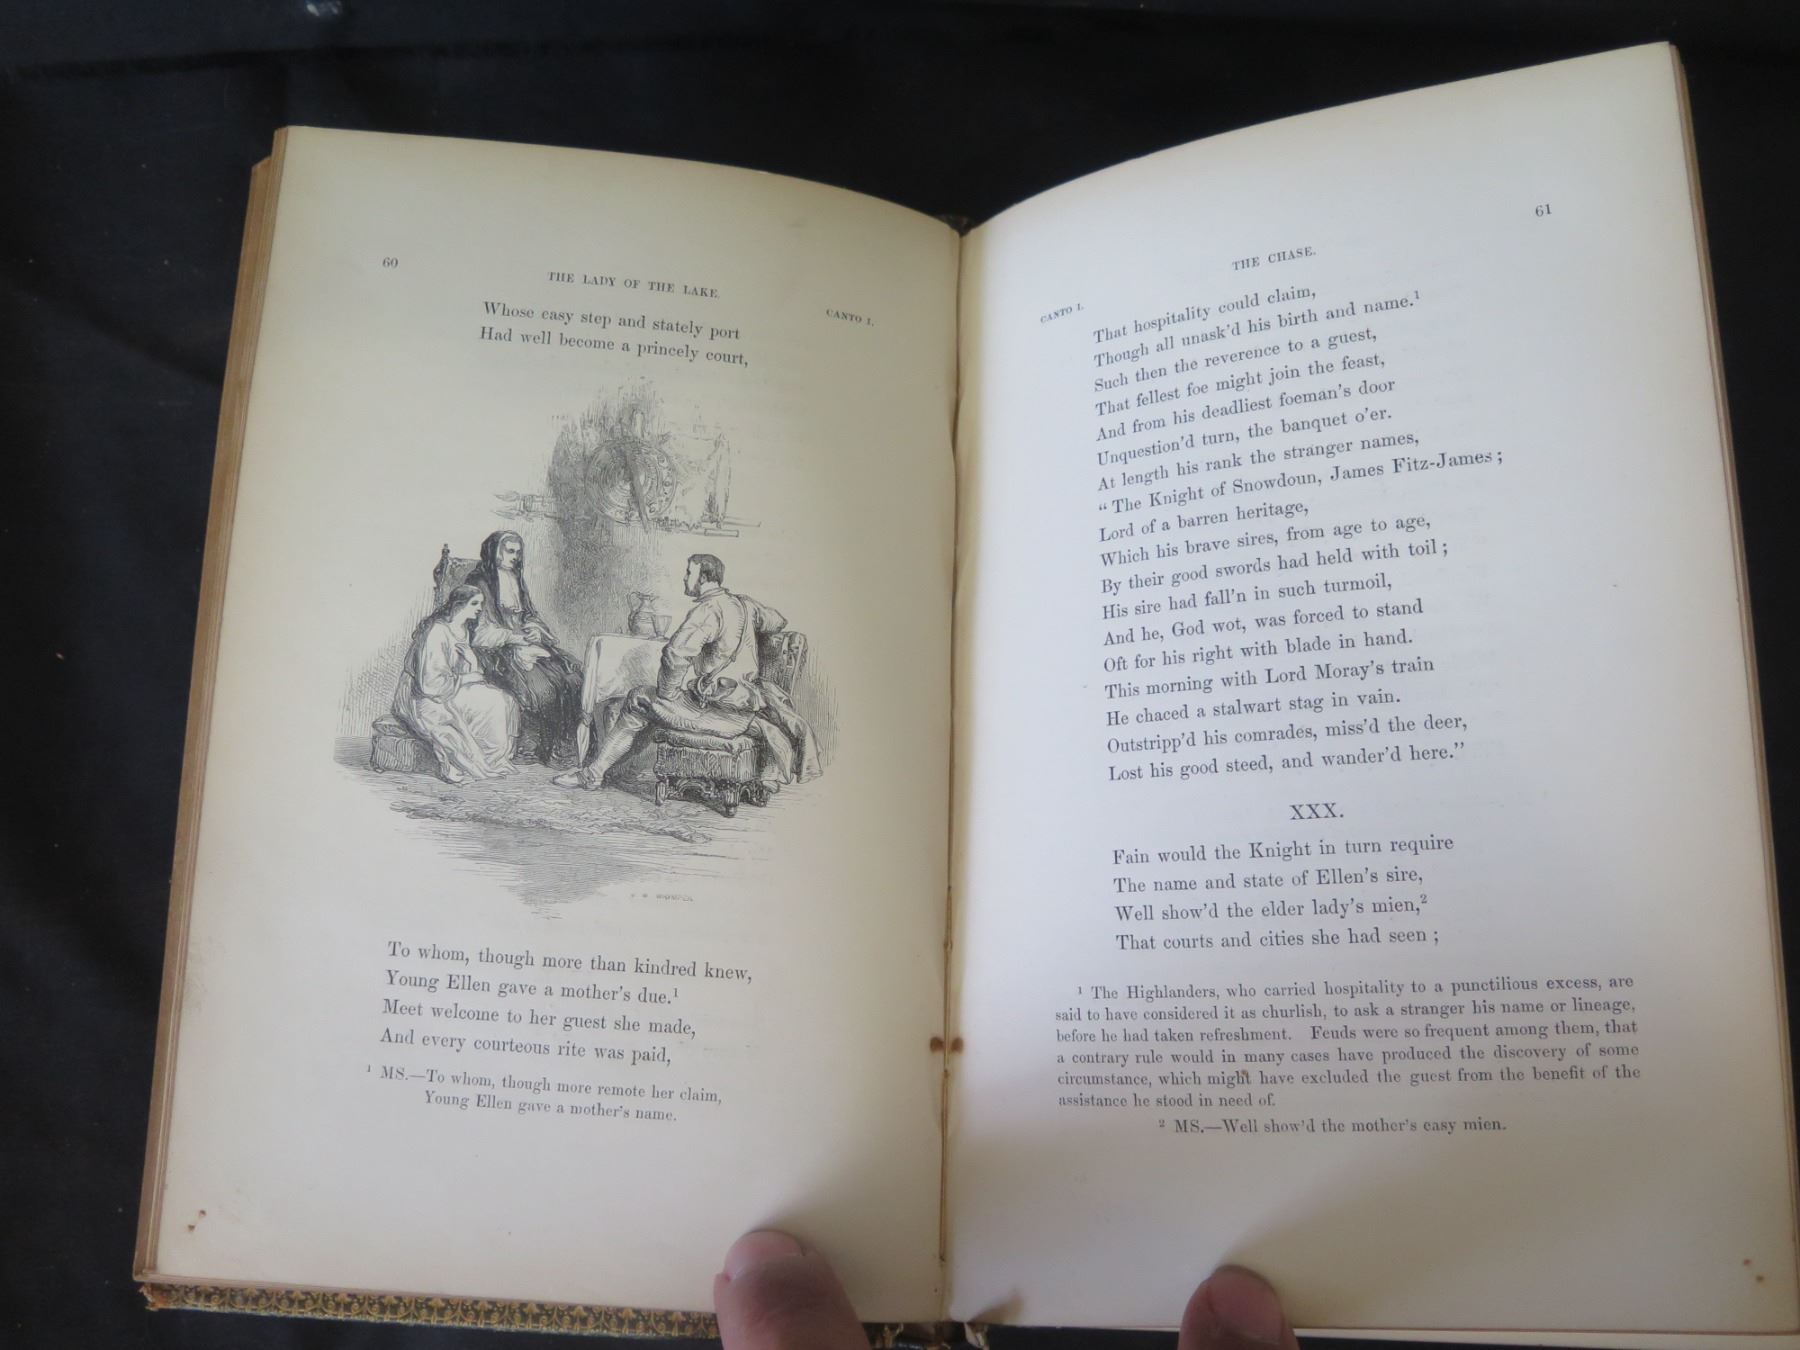 60
THE LADY OF THE LAKE.
CANTO I.
Whose easy step and stately port
Had well become a princely court,
WHYMPER
To whom, though more than kindred knew,
Young Ellen gave a mother's due.¹
Meet welcome to her guest she made,
And every courteous rite was paid,
¹ MS.—To whom, though more remote her claim,
Young Ellen gave a mother's name.
61
THE CHASE.
CANTO I.
That hospitality could claim,
Though all unask'd his birth and name.¹
Such then the reverence to a guest,
That fellest foe might join the feast,
And from his deadliest foeman's door
Unquestion'd turn, the banquet o'er.
At length his rank the stranger names,
“The Knight of Snowdoun, James Fitz-James;
Lord of a barren heritage,
Which his brave sires, from age to age,
By their good swords had held with toil;
His sire had fall'n in such turmoil,
And he, God wot, was forced to stand
Oft for his right with blade in hand.
This morning with Lord Moray's train
He chaced a stalwart stag in vain.
Outstripp'd his comrades, miss'd the deer,
Lost his good steed, and wander'd here.”
XXX.
Fain would the Knight in turn require
The name and state of Ellen's sire,
Well show'd the elder lady's mien,²
That courts and cities she had seen;
¹ The Highlanders, who carried hospitality to a punctilious excess, are
said to have considered it as churlish, to ask a stranger his name or lineage,
before he had taken refreshment. Feuds were so frequent among them, that
a contrary rule would in many cases have produced the discovery of some
circumstance, which might have excluded the guest from the benefit of the
assistance he stood in need of.
² MS.—Well show'd the mother's easy mien.